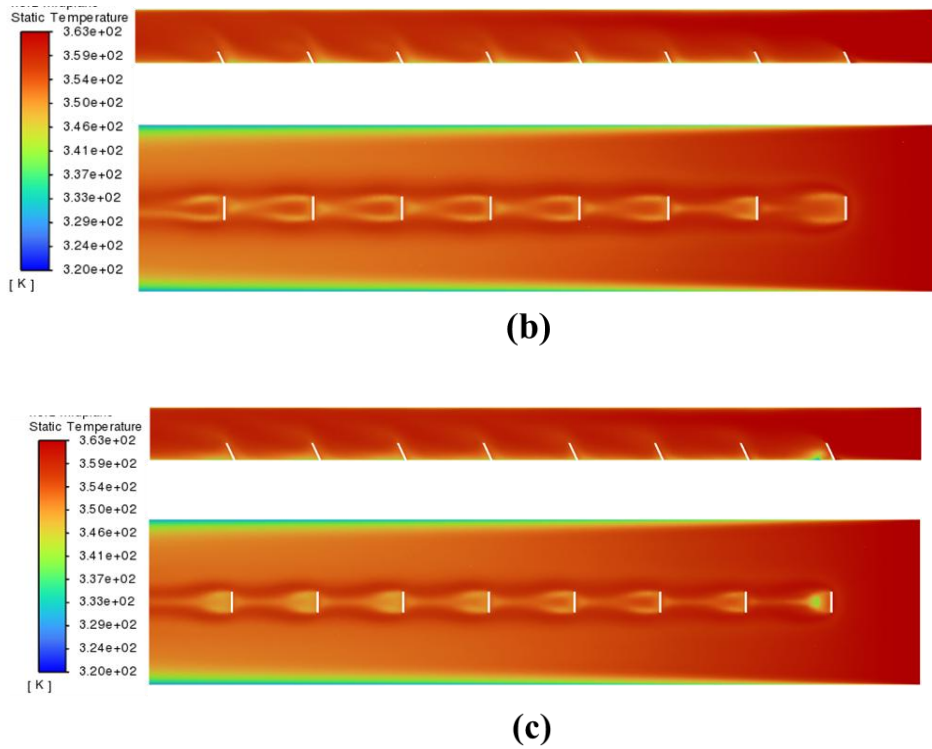 Static Temperature
3.63e+02
3.59e+02
3.54e+02
3.50e+02
3.46e+02
3.41e+02
3.37e+02
3.33e+02
3.29e+02
3.24e+02
3.20e+02
[ K ]
(b)
Static Temperature
3.63e+02
3.59e+02
3.54e+02
3.50e+02
3.46e+02
3.41e+02
3.37e+02
3.33e+02
3.29e+02
3.24e+02
3.20e+02
[ K ]
(c)